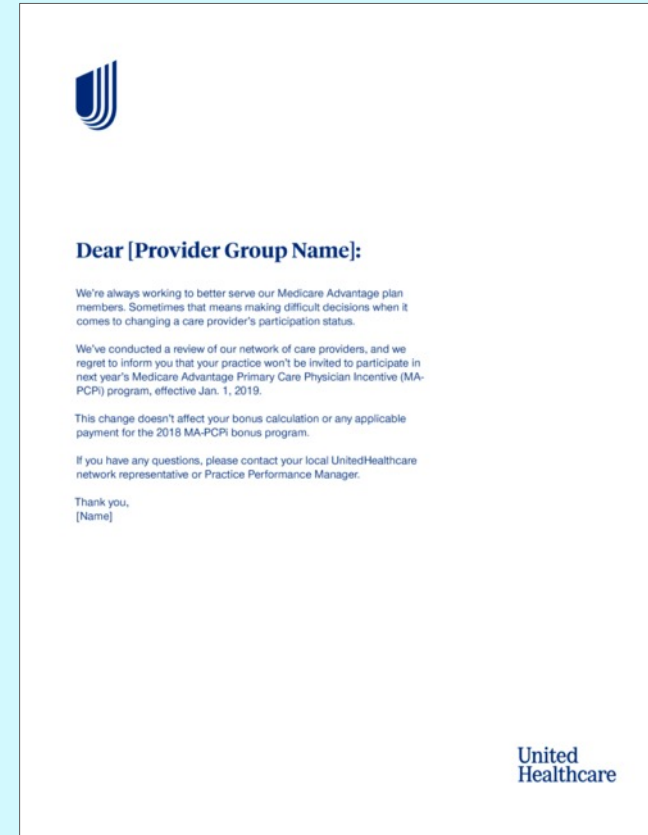 Dear [Provider Group Name]:
We're always working to better serve our Medicare Advantage plan
members. Sometimes that means making difficult decisions when it
comes to changing a care provider's participation status.
We've conducted a review of our network of care providers, and we
regret to inform you that your practice won't be invited to participate in
next year's Medicare Advantage Primary Care Physician Incentive (MA-
PCPi) program, effective Jan. 1, 2019.
This change doesn't affect your bonus calculation or any applicable
payment for the 2018 MA-PCPi bonus program.
If you have any questions, please contact your local UnitedHealthcare
network representative or Practice Performance Manager.
Thank you,
[Name]
United
Healthcare